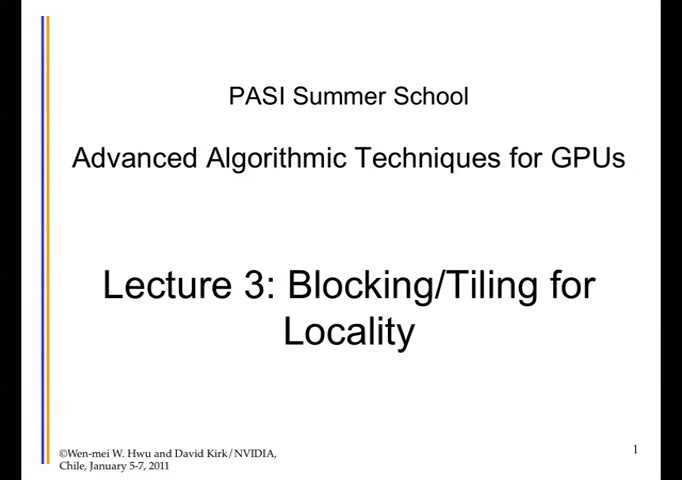 PASI Summer School
Advanced Algorithmic Techniques for GPUs
Lecture 3: Blocking/Tiling for
Locality
©Wen-mei W. Hwu and David Kirk/NVIDIA,
Chile, January 5-7, 2011
1